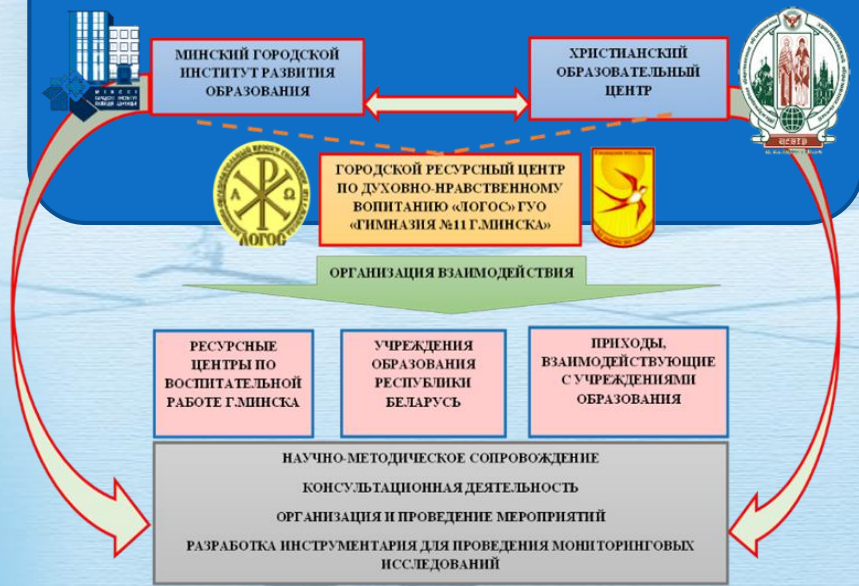 МИНСКИЙ ГОРОДСКОЙ
ИНСТИТУТ РАЗВИТИЯ
ОБРАЗОВАНИЯ
ХРИСТИАНСКИЙ
ОБРАЗОВАТЕЛЬНЫЙ
ЦЕНТР
ЦЕНТР
А Ω
ЛОГОС
ГОРОДСКОЙ РЕСУРСНЫЙ ЦЕНТР
ПО ДУХОВНО-НРАВСТВЕННОМУ
ВОПИТАНИЮ «ЛОГОС» ГУО
«ГИМНАЗИЯ №11 Г.МИНСКА»
ОРГАНИЗАЦИЯ ВЗАИМОДЕЙСТВИЯ
РЕСУРСНЫЕ
ЦЕНТРЫ ПО
ВОСПИТАТЕЛЬНОЙ
РАБОТЕ Г.МИНСКА
УЧРЕЖДЕНИЯ
ОБРАЗОВАНИЯ
РЕСПУБЛИКИ
БЕЛАРУСЬ
ПРИХОДЫ,
ВЗАИМОДЕЙСТВУЮЩИЕ
С УЧРЕЖДЕНИЯМИ
ОБРАЗОВАНИЯ
НАУЧНО-МЕТОДИЧЕСКОЕ СОПРОВОЖДЕНИЕ
КОНСУЛЬТАЦИОННАЯ ДЕЯТЕЛЬНОСТЬ
ОРГАНИЗАЦИЯ И ПРОВЕДЕНИЕ МЕРОПРИЯТИЙ
РАЗРАБОТКА ИНСТРУМЕНТАРИЯ ДЛЯ ПРОВЕДЕНИЯ МОНИТОРИНГОВЫХ
ИССЛЕДОВАНИЙ